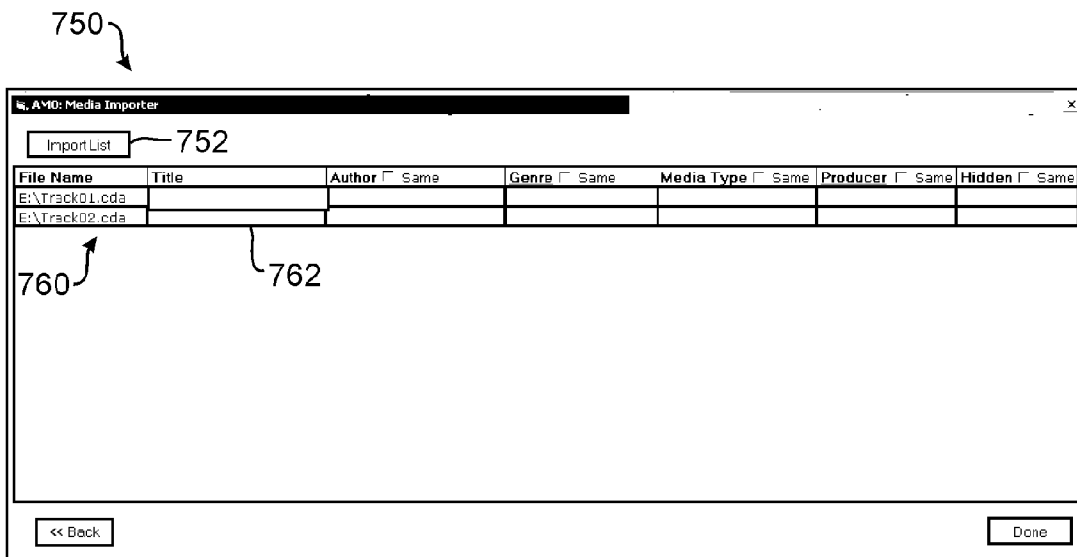 750
AM0: Media Importer
Import List
752
File Name Title Author Same Genre Same Media Type Same Producer Same Hidden Same
E:\Track01.cda
E:\Track02.cda
760
762
<< Back
Done